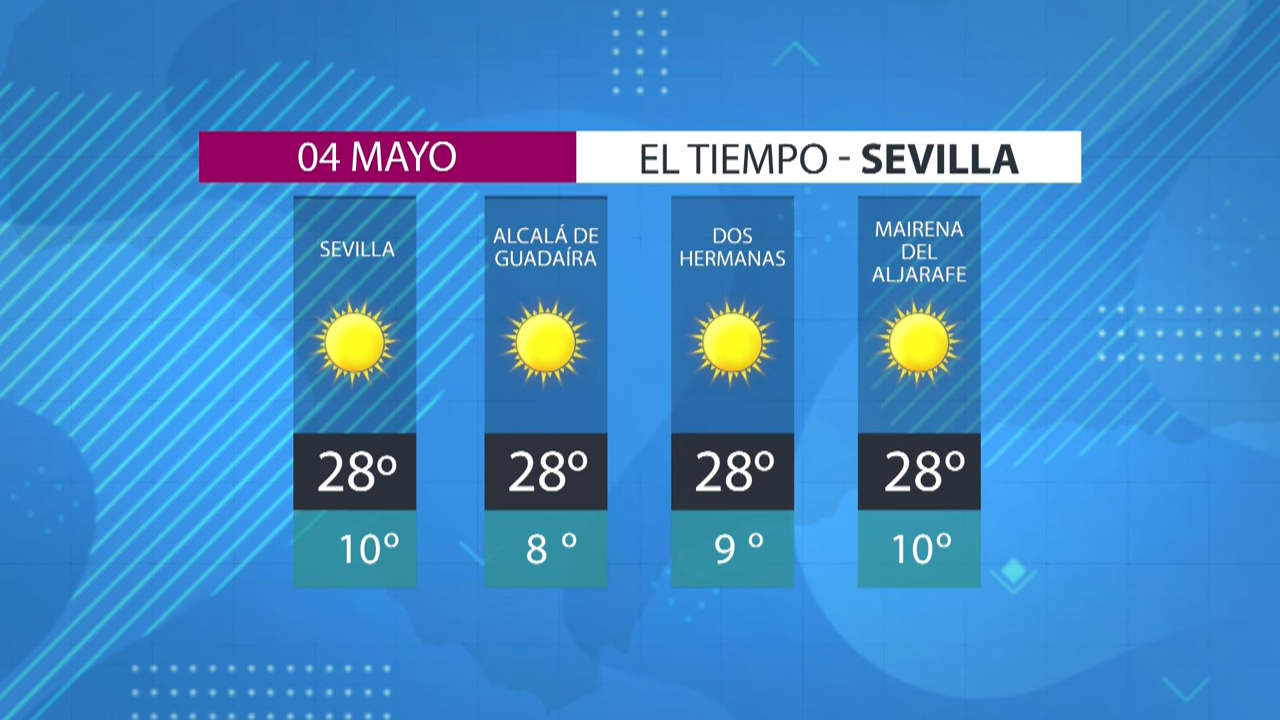 04 MAYO
EL TIEMPO - SEVILLA
SEVILLA
28º
10º
ALCALÁ DE
GUADAÍRA
28º
8 º
DOS
HERMANAS
28º
9 º
MAIRENA
DEL
ALJARAFE
28º
10º